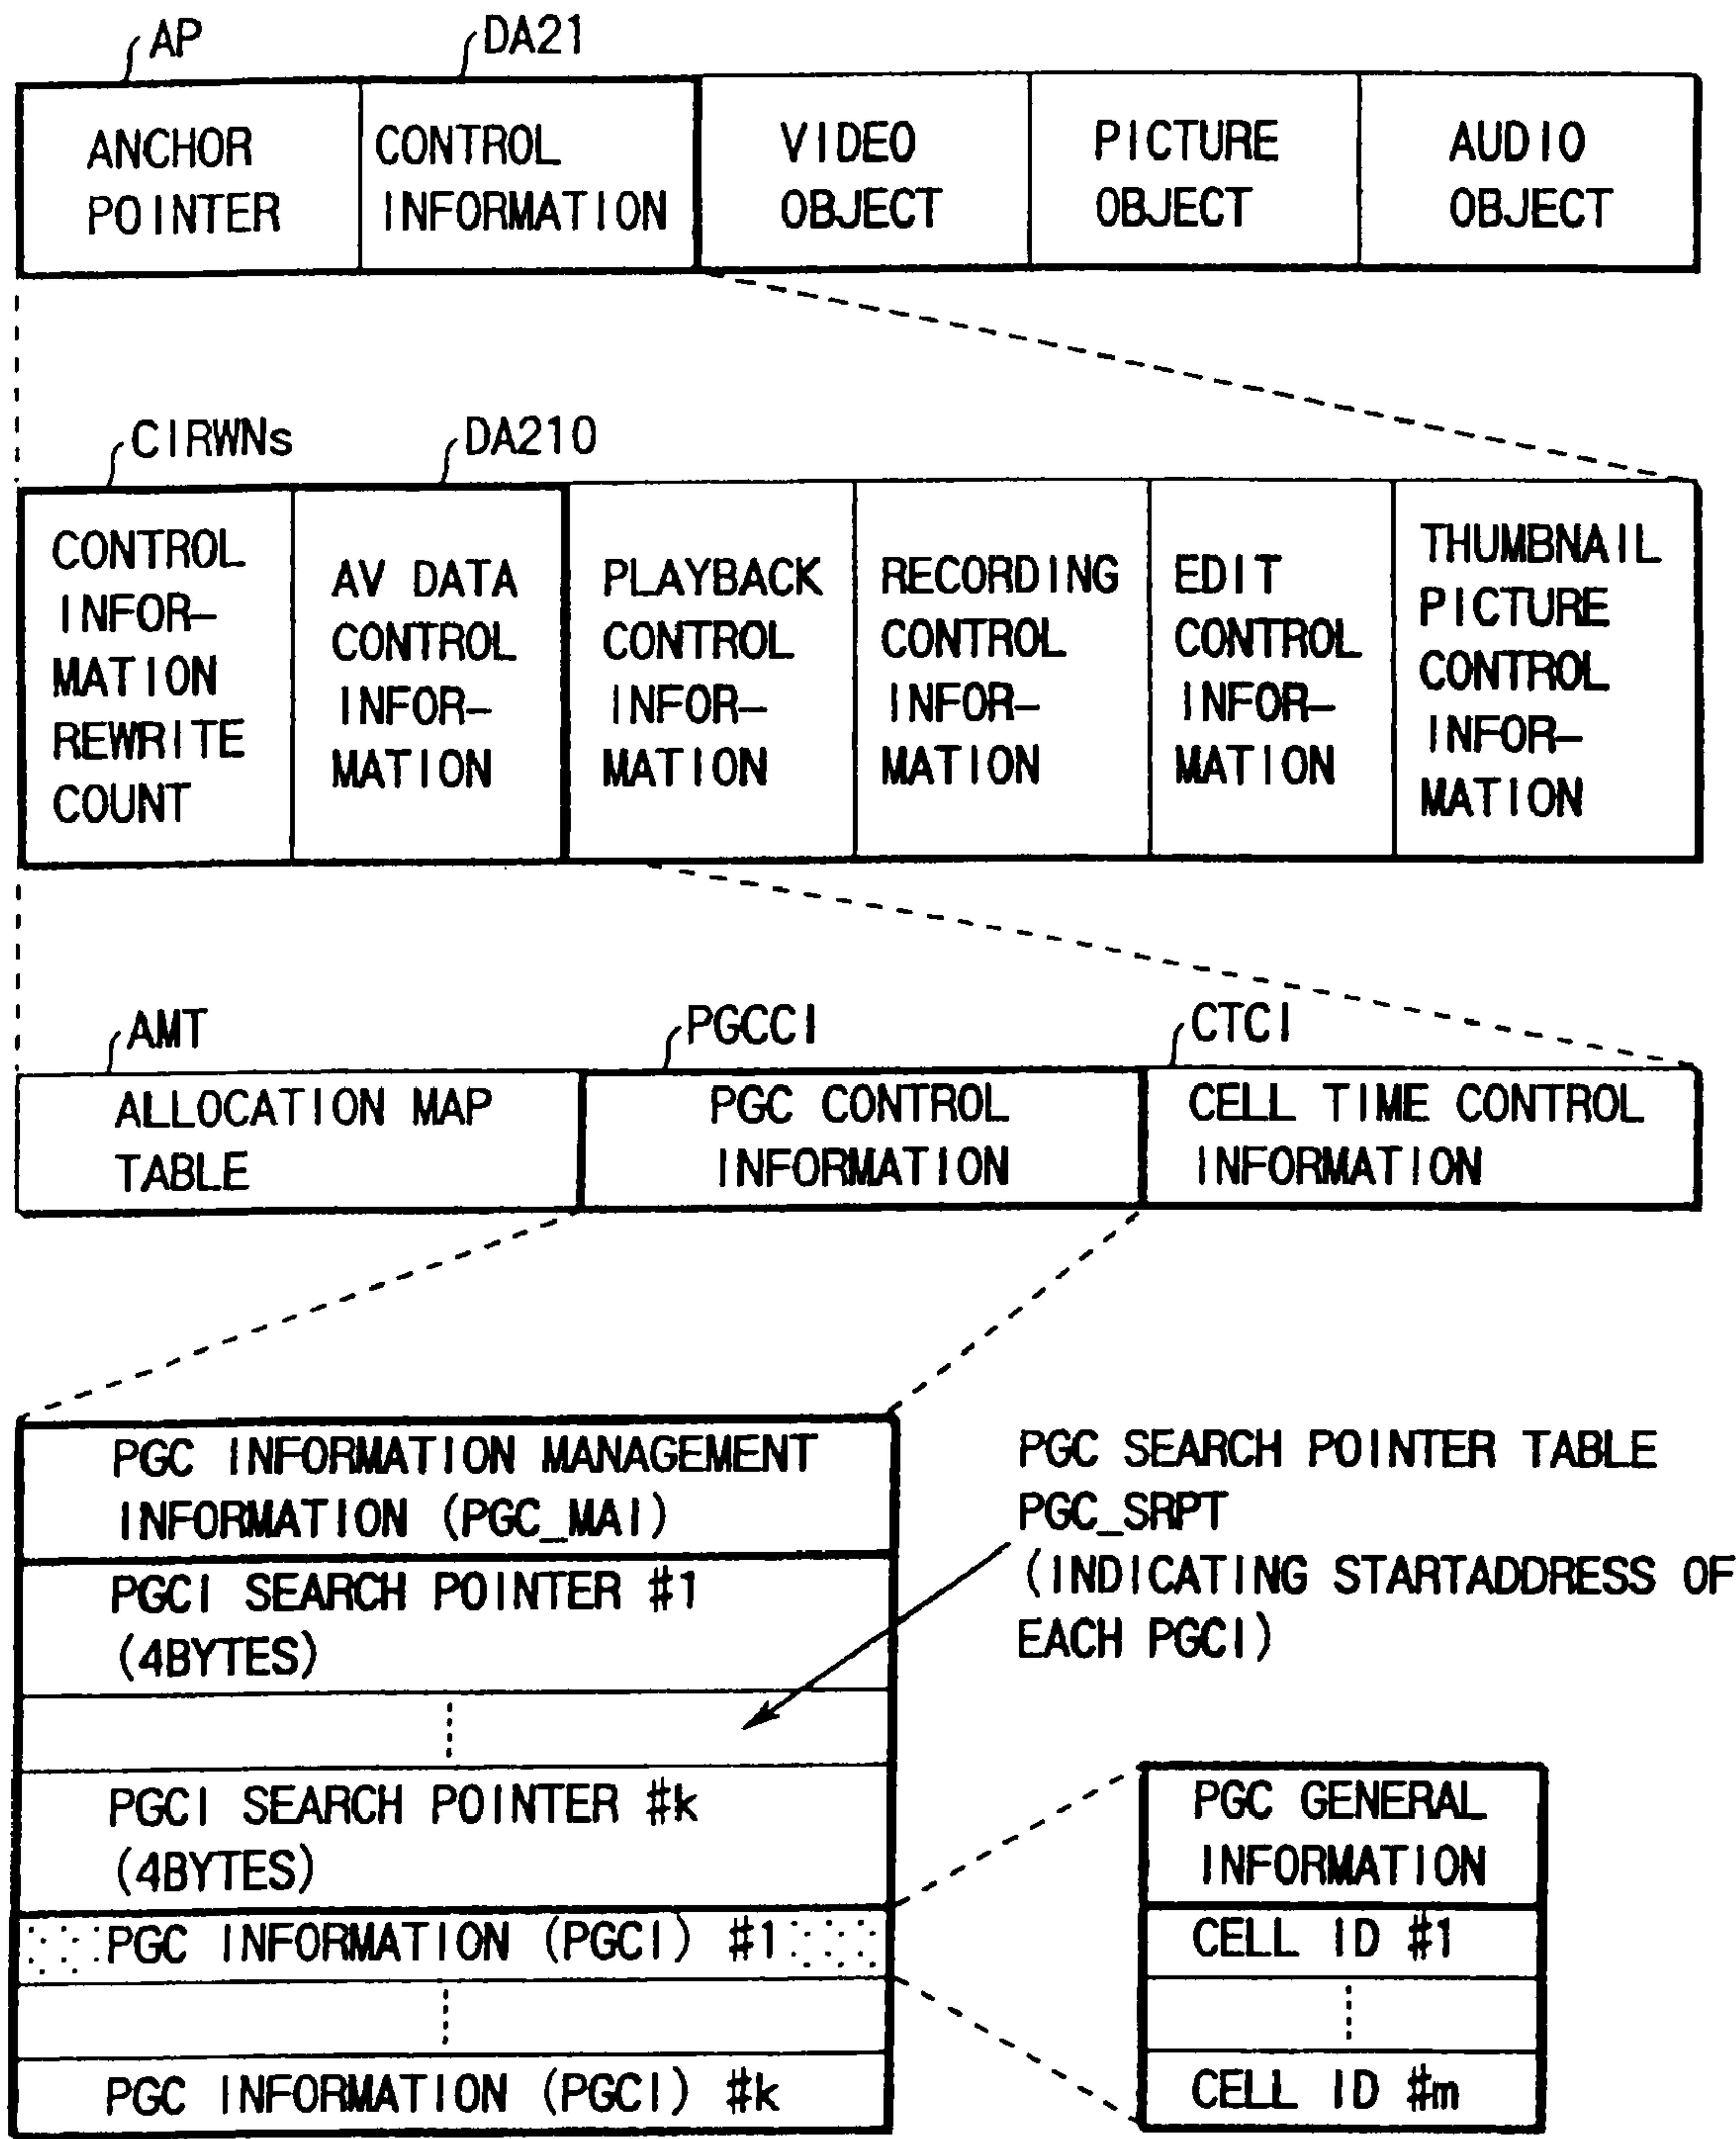 AP
DA21
ANCHOR
POINTER
CONTROL
INFORMATION
VIDEO
OBJECT
PICTURE
OBJECT
AUDIO
OBJECT
CIRWNs
DA210
CONTROL
INFOR-
MATION
REWRITE
COUNT
AV DATA
CONTROL
INFOR-
MATION
PLAYBACK
CONTROL
INFOR-
MATION
RECORDING
CONTROL
INFOR-
MATION
EDIT
CONTROL
INFOR-
MATION
THUMBNAIL
PICTURE
CONTROL
INFOR-
MATION
AMT
PGCCI
CTCI
ALLOCATION MAP
TABLE
PGC CONTROL
INFORMATION
CELL TIME CONTROL
INFORMATION
PGC INFORMATION MANAGEMENT
INFORMATION (PGC_MAI)
PGCI SEARCH POINTER #1
(4BYTES)
PGCI SEARCH POINTER #k
(4BYTES)
PGC INFORMATION (PGCI) #1
PGC INFORMATION (PGCI) #k
PGC SEARCH POINTER TABLE
PGC_SRPT
(INDICATING STARTADDRESS OF
EACH PGCI)
PGC GENERAL
INFORMATION
CELL ID #1
CELL ID #m